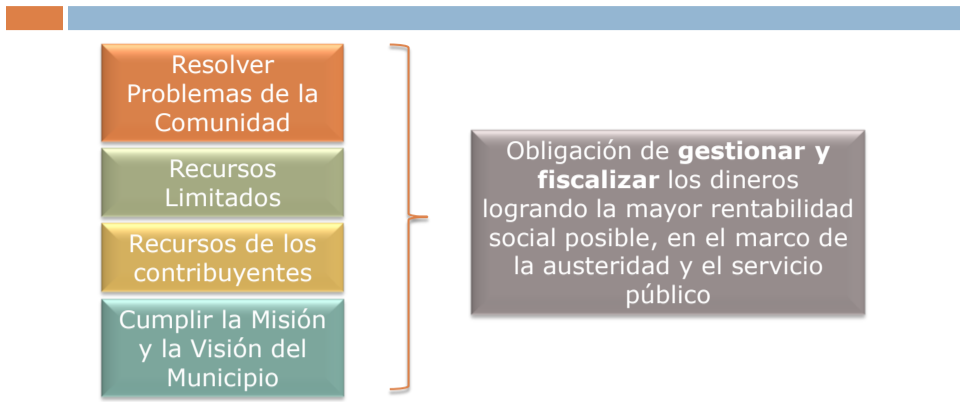 Resolver
Problemas de la
Comunidad
Recursos
Limitados
Recursos de los
contribuyentes
Cumplir la Misión
y la Visión del
Municipio
Obligación de gestionar y
fiscalizar los dineros
logrando la mayor rentabilidad
social posible, en el marco de
la austeridad y el servicio
público